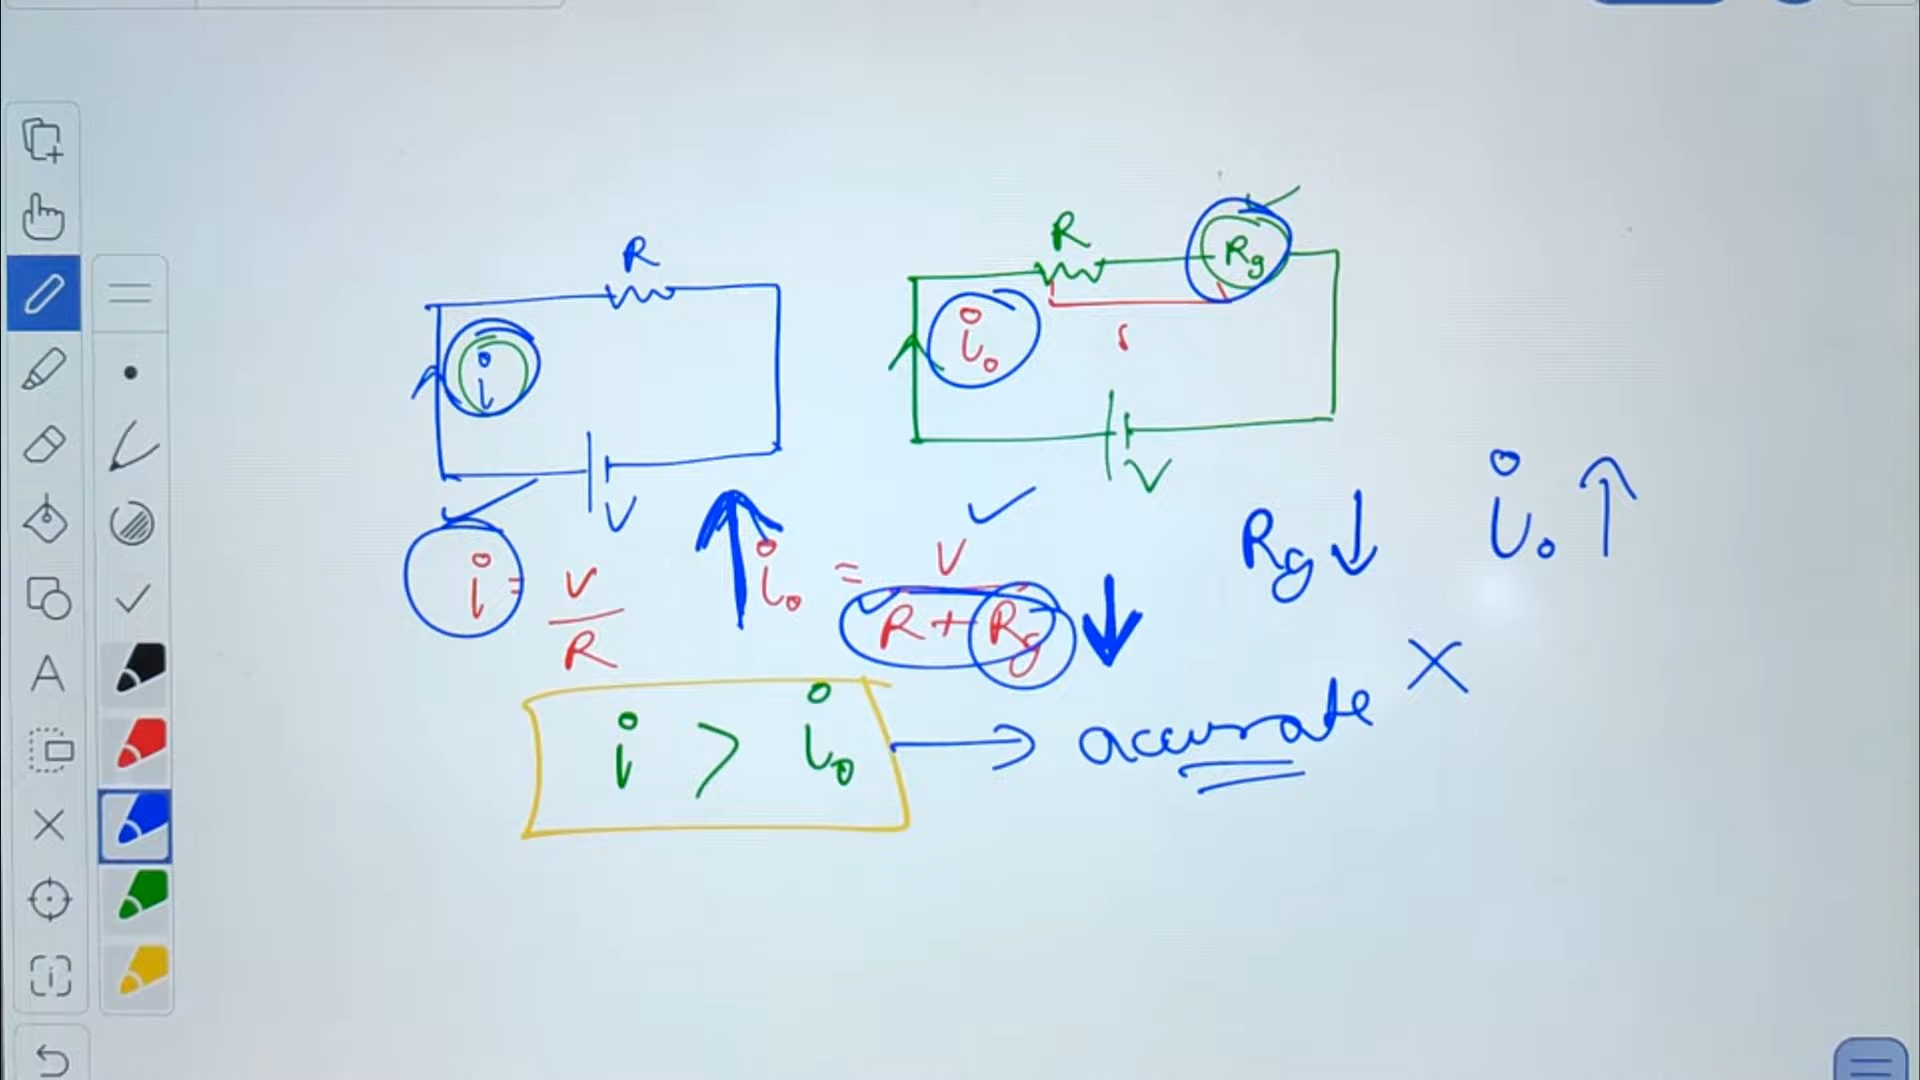 R
R
Rg
i
i₀
s
V
V
i = V/R
i₀ = V/(R + Rg)
Rg ↓ i₀ ↑
i > i₀ → accurate ×